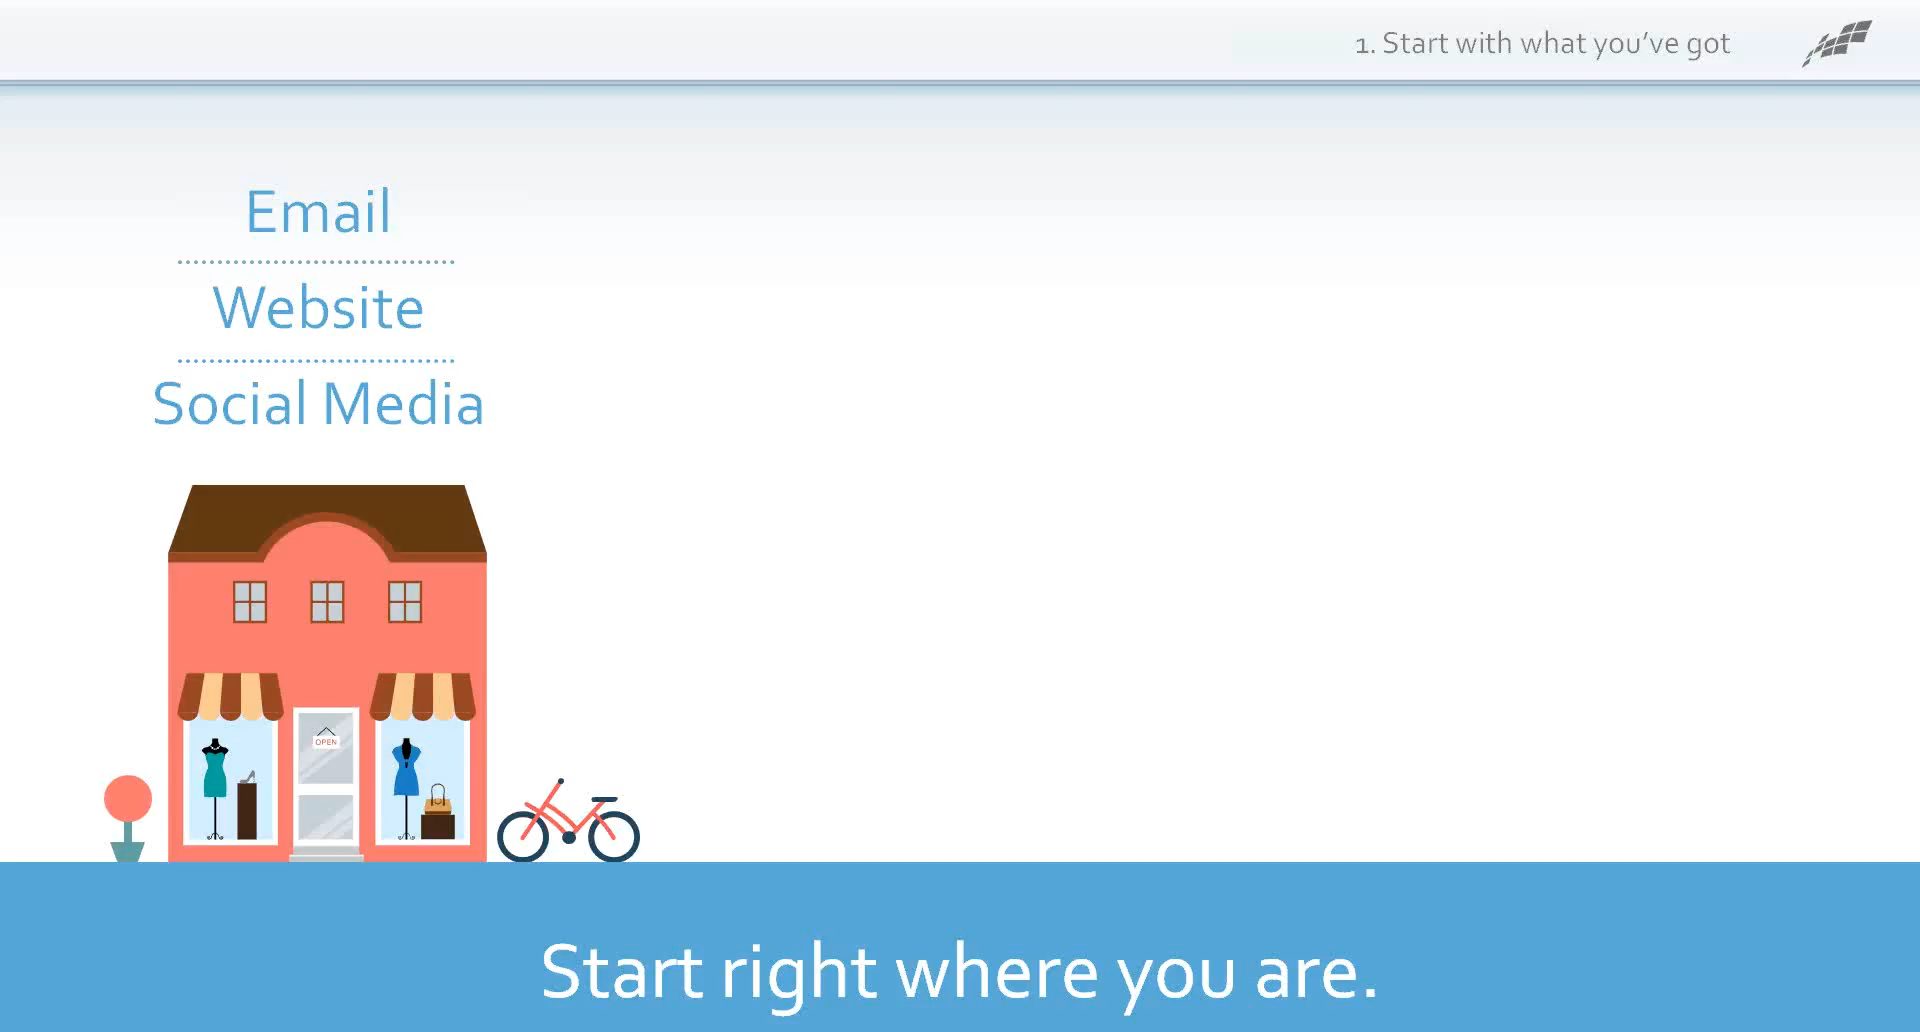 1. Start with what you’ve got
Email
Website
Social Media
OPEN
Start right where you are.